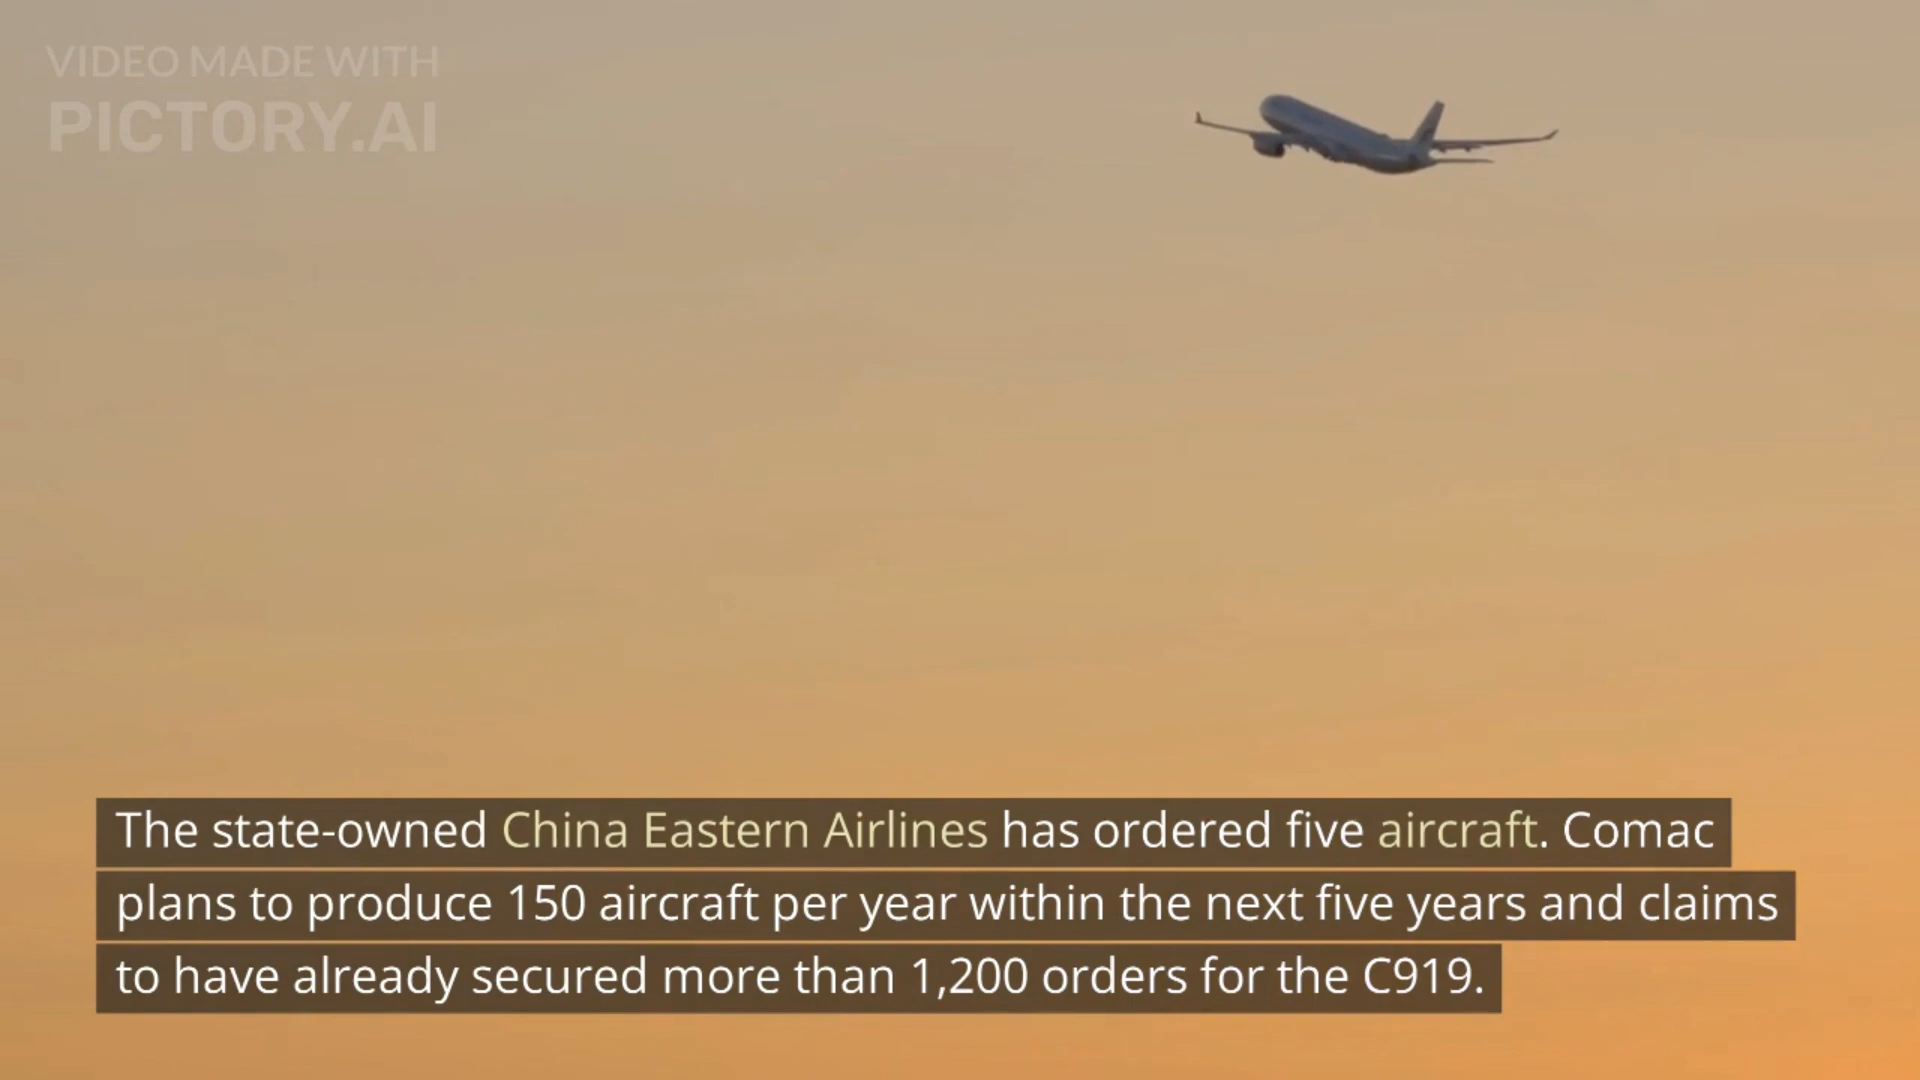 VIDEO MADE WITH
PICTORY.AI
The state-owned China Eastern Airlines has ordered five aircraft. Comac
plans to produce 150 aircraft per year within the next five years and claims
to have already secured more than 1,200 orders for the C919.